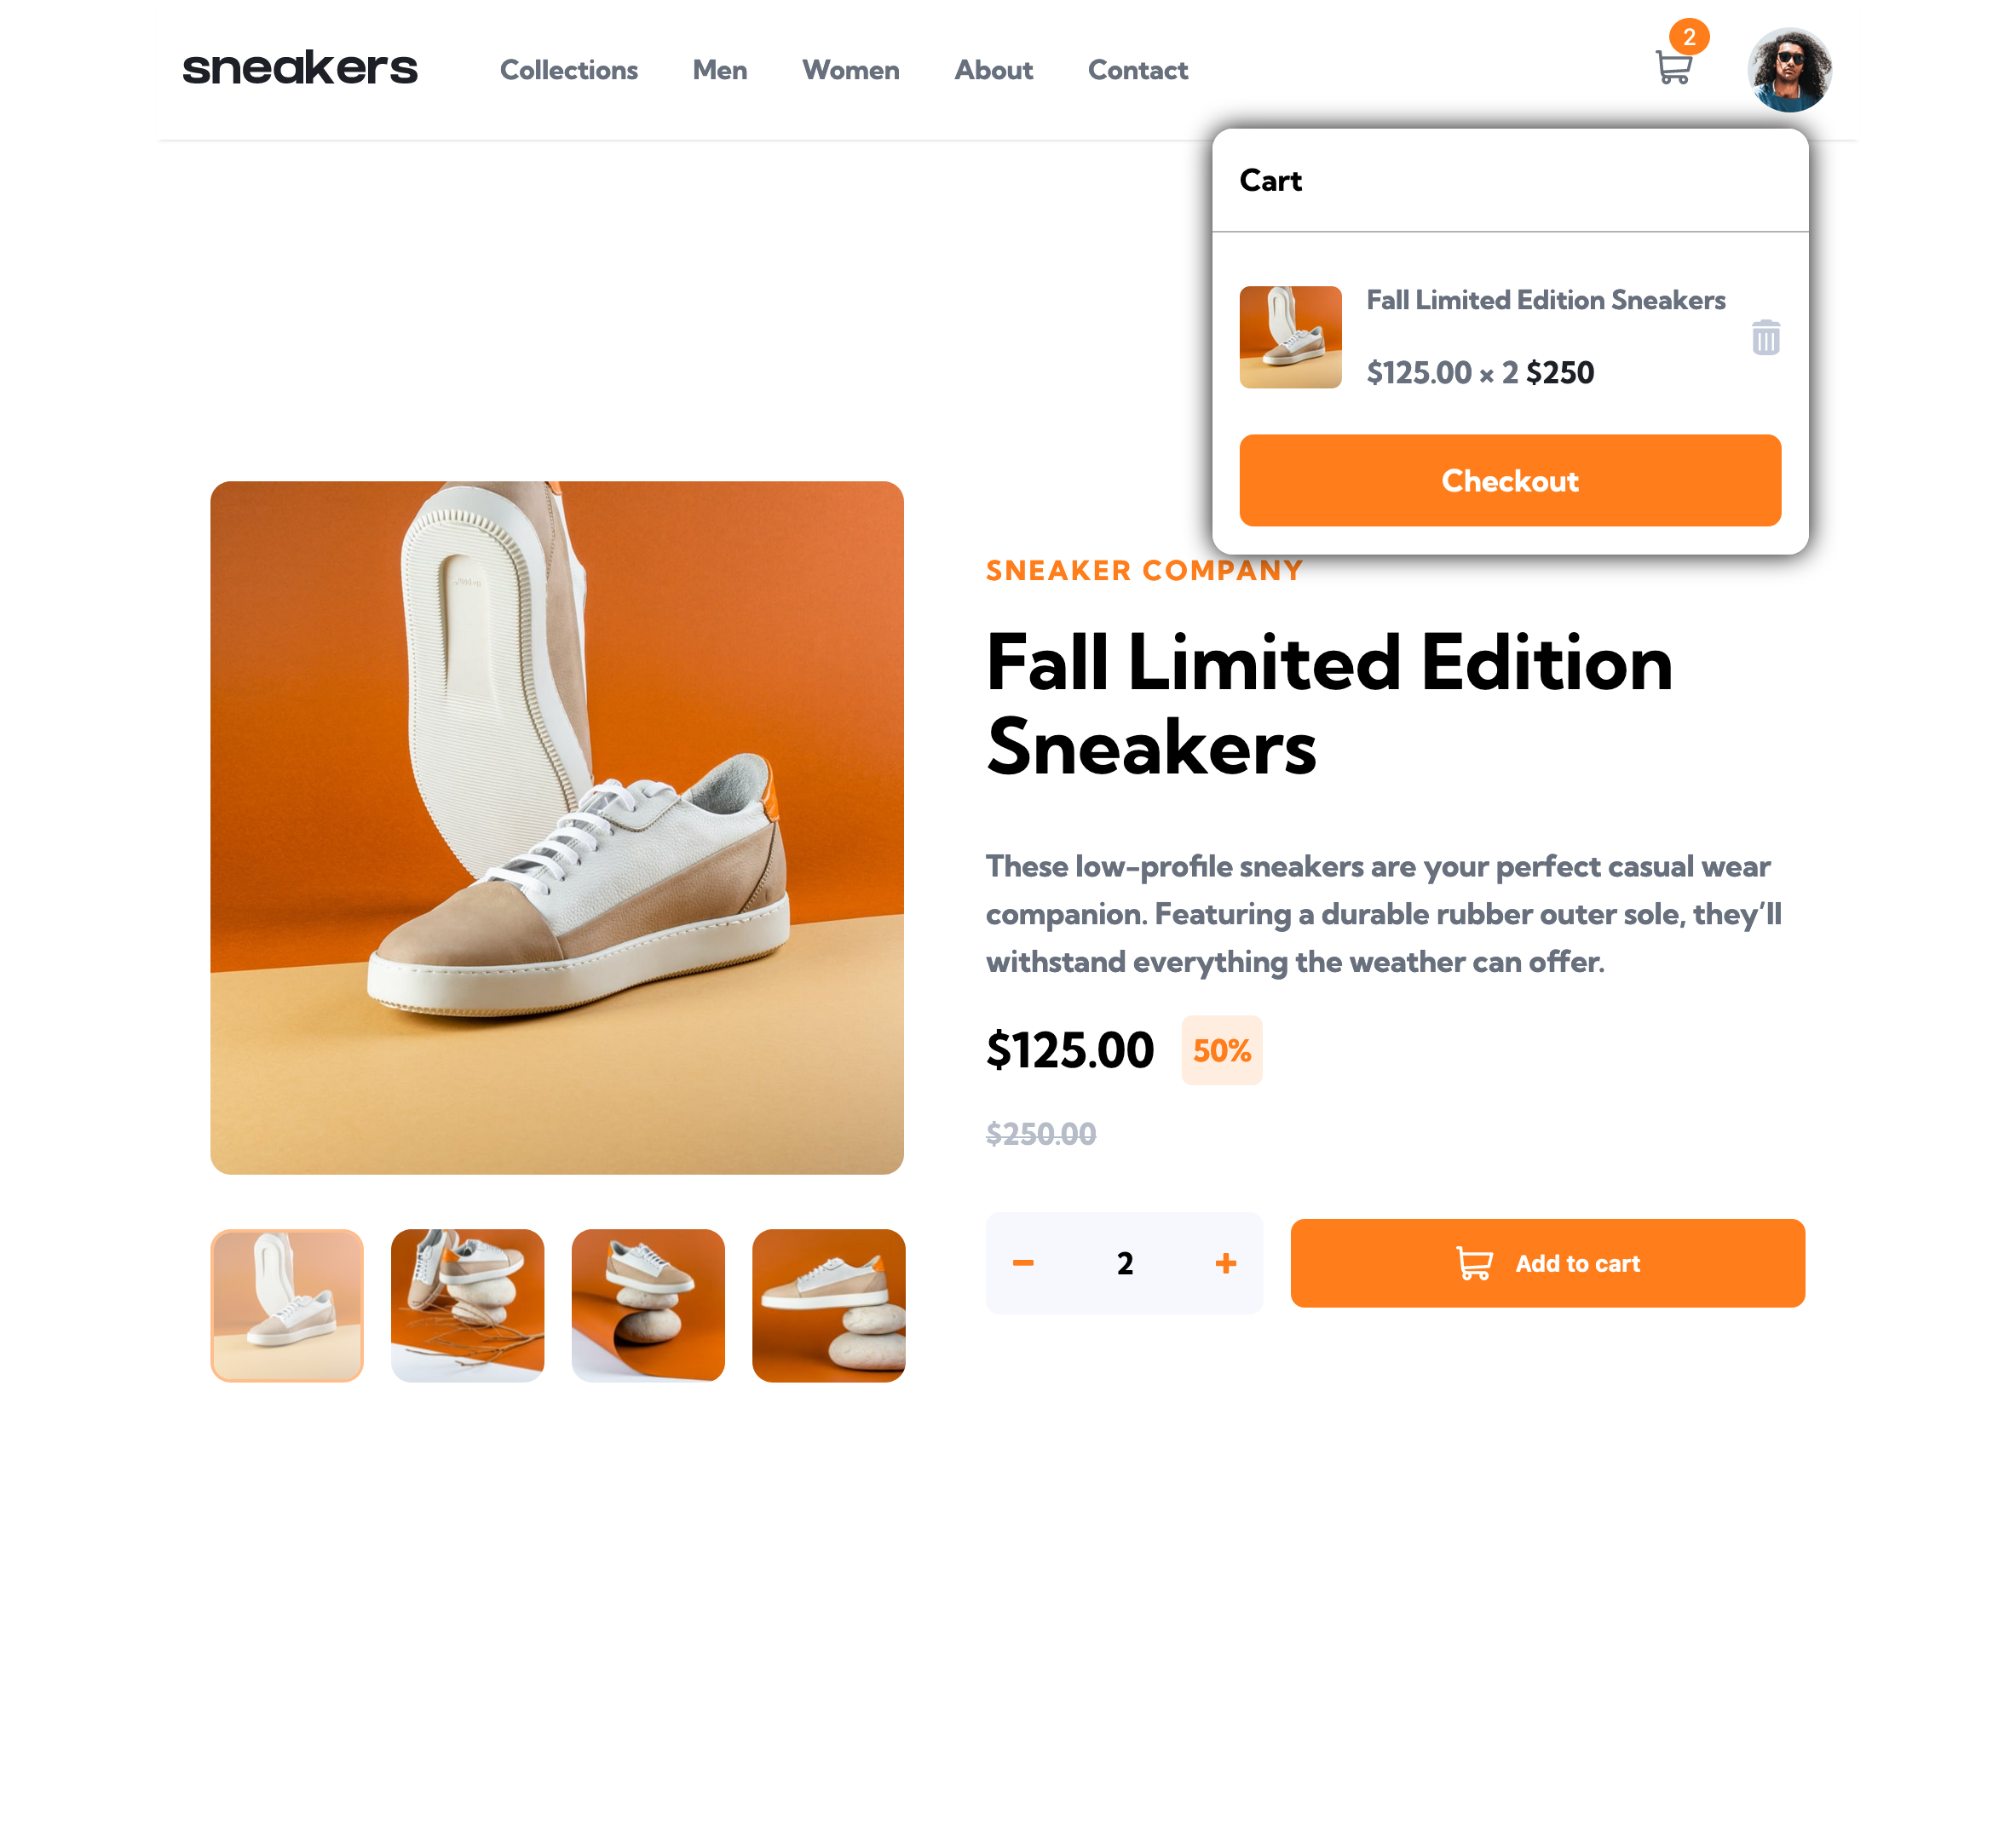 sneakers
Collections
Men
Women
About
Contact
2
Cart
Fall Limited Edition Sneakers
$125.00 × 2 $250
Checkout
SNEAKER COMPANY
Fall Limited Edition
Sneakers
These low-profile sneakers are your perfect casual wear
companion. Featuring a durable rubber outer sole, they’ll
withstand everything the weather can offer.
$125.00
50%
$250.00
2
Add to cart